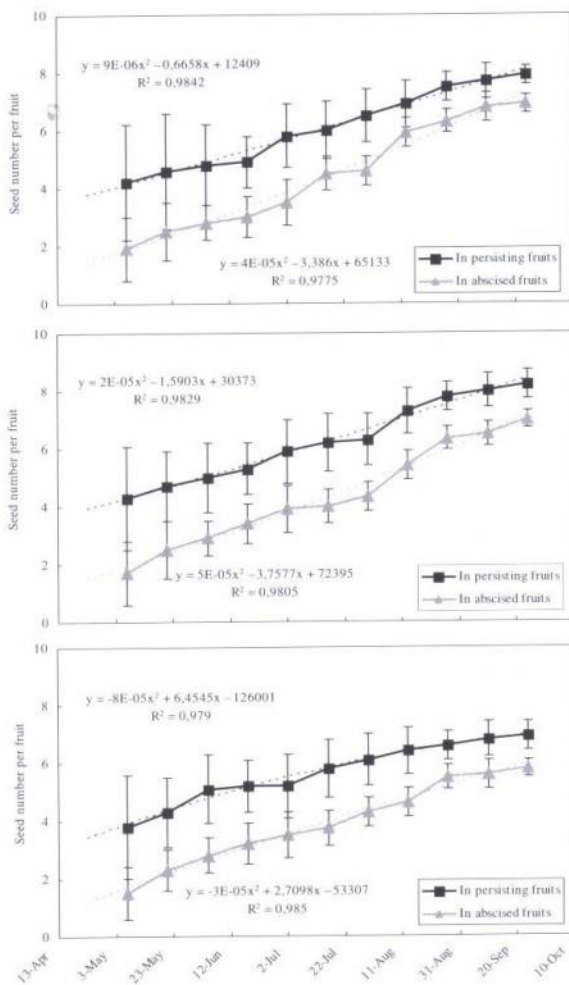 10
y = 9E-06x² – 0,6658x + 12409
R² = 0,9842
8
6
Seed number per fruit
4
2
y = 4E-05x² – 3,386x + 65133
R² = 0,9775
In persisting fruits
In abscised fruits
0
10
y = 2E-05x² – 1,5903x + 30373
R² = 0,9829
8
6
Seed number per fruit
4
2
y = 5E-05x² – 3,7577x + 72395
R² = 0,9805
In persisting fruits
In abscised fruits
0
10
y = -8E-05x² + 6,4545x – 126001
R² = 0,979
8
6
Seed number per fruit
4
2
y = -3E-05x² + 2,7098x – 53307
R² = 0,985
In persisting fruits
In abscised fruits
0
13-Apr 3-May 23-May 12-Jun 2-Jul 22-Jul 11-Aug 31-Aug 20-Sep 10-Oct